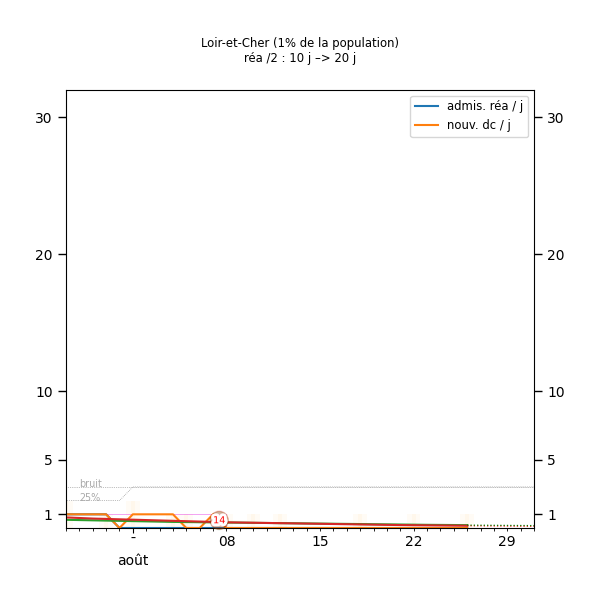 Loir-et-Cher (1% de la population)
réa /2 : 10 j –> 20 j
admis. réa / j
nouv. dc / j
30 30
20 20
10 10
5 5
bruit
25%
1 14 1
- 08 15 22 29
août